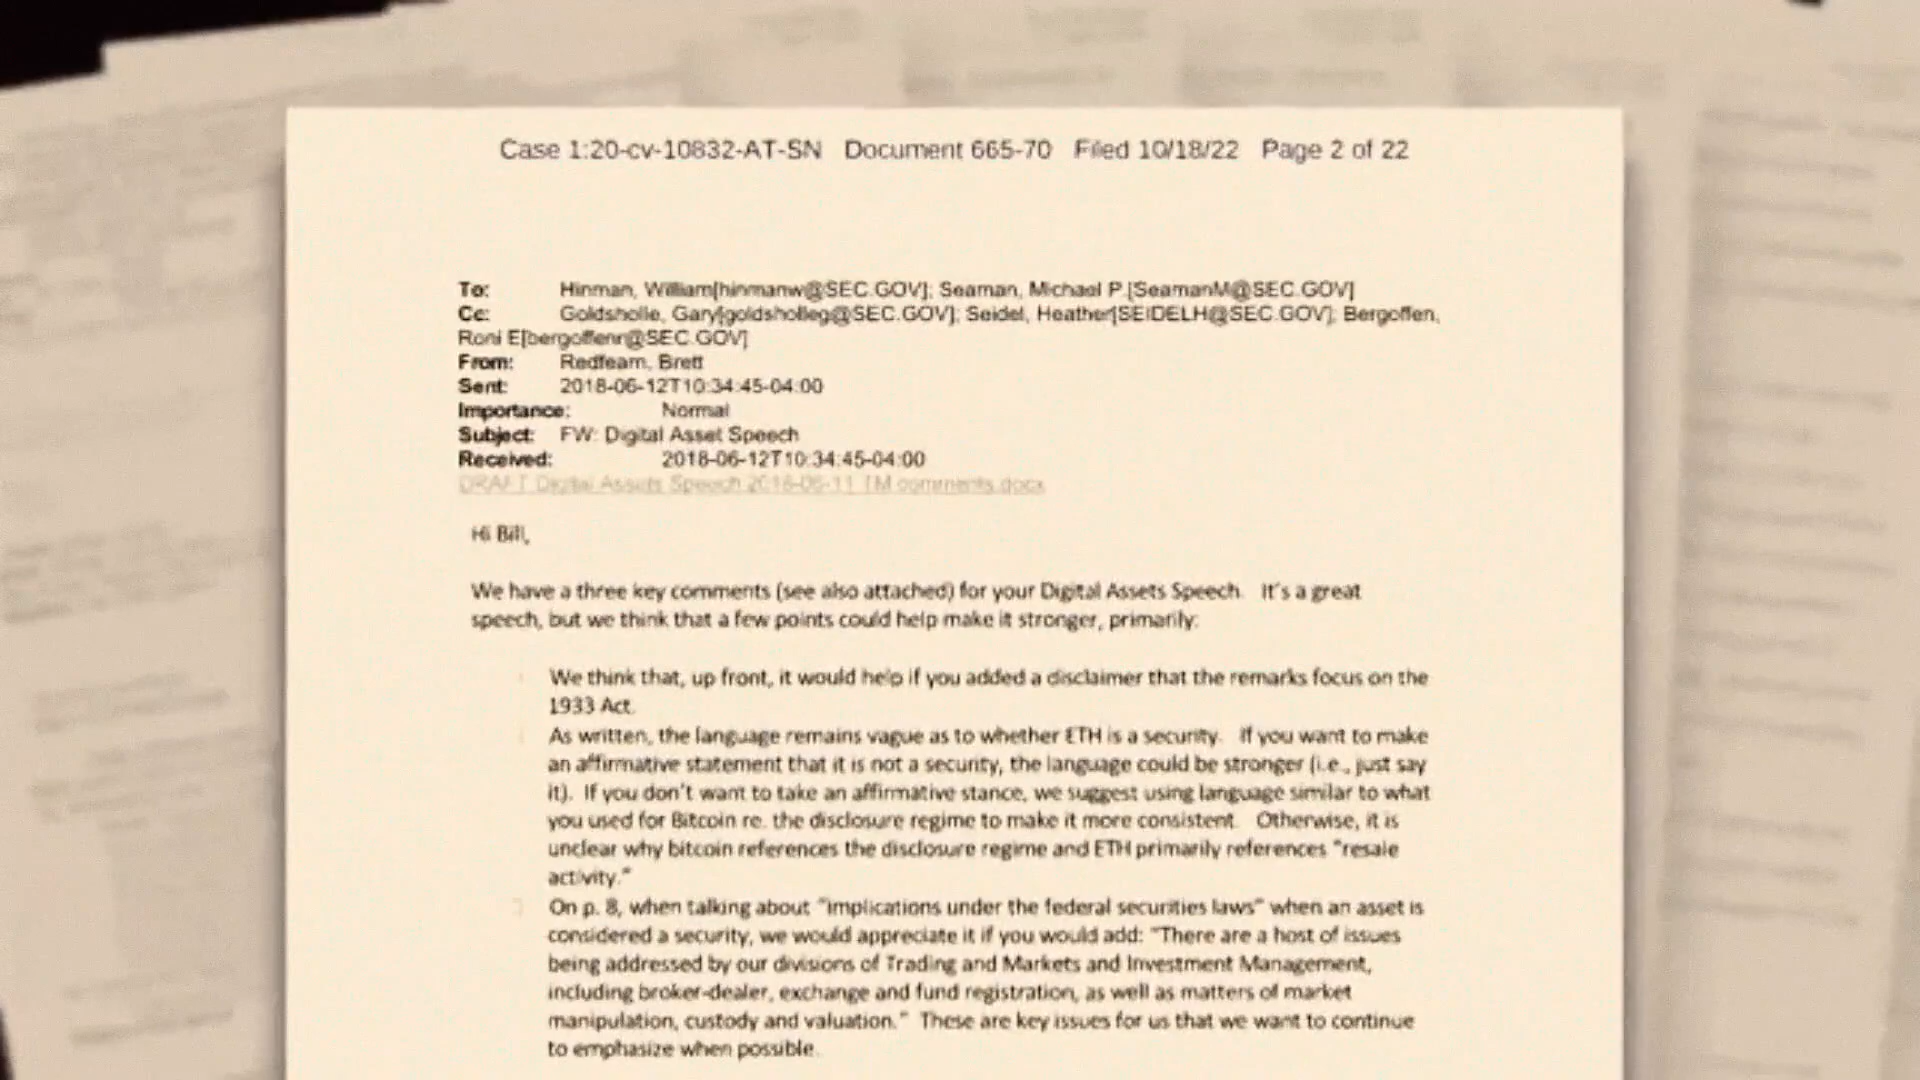 Case 1:20-cv-10832-AT-SN Document 665-70 Filed 10/18/22 Page 2 of 22
To: Hinman, William[hinmanw@SEC.GOV]; Seaman, Michael P.[SeamanM@SEC.GOV]
Cc: Goldsholle, Gary[goldsholleg@SEC.GOV]; Seidel, Heather[SEIDELH@SEC.GOV]; Bergoffen,
Roni E[bergoffenr@SEC.GOV]
From: Redfearn, Brett
Sent: 2018-06-12T10:34:45-04:00
Importance: Normal
Subject: FW: Digital Asset Speech
Received: 2018-06-12T10:34:45-04:00
DRAFT Digital Assets Speech 2018-06-11 TM comments.docx
Hi Bill,
We have a three key comments (see also attached) for your Digital Assets Speech. It's a great
speech, but we think that a few points could help make it stronger, primarily:
We think that, up front, it would help if you added a disclaimer that the remarks focus on the
1933 Act.
As written, the language remains vague as to whether ETH is a security. If you want to make
an affirmative statement that it is not a security, the language could be stronger (i.e., just say
it). If you don't want to take an affirmative stance, we suggest using language similar to what
you used for Bitcoin re. the disclosure regime to make it more consistent. Otherwise, it is
unclear why bitcoin references the disclosure regime and ETH primarily references "resale
activity."
On p. 8, when talking about "implications under the federal securities laws" when an asset is
considered a security, we would appreciate it if you would add: "There are a host of issues
being addressed by our divisions of Trading and Markets and Investment Management,
including broker-dealer, exchange and fund registration, as well as matters of market
manipulation, custody and valuation." These are key issues for us that we want to continue
to emphasize when possible.